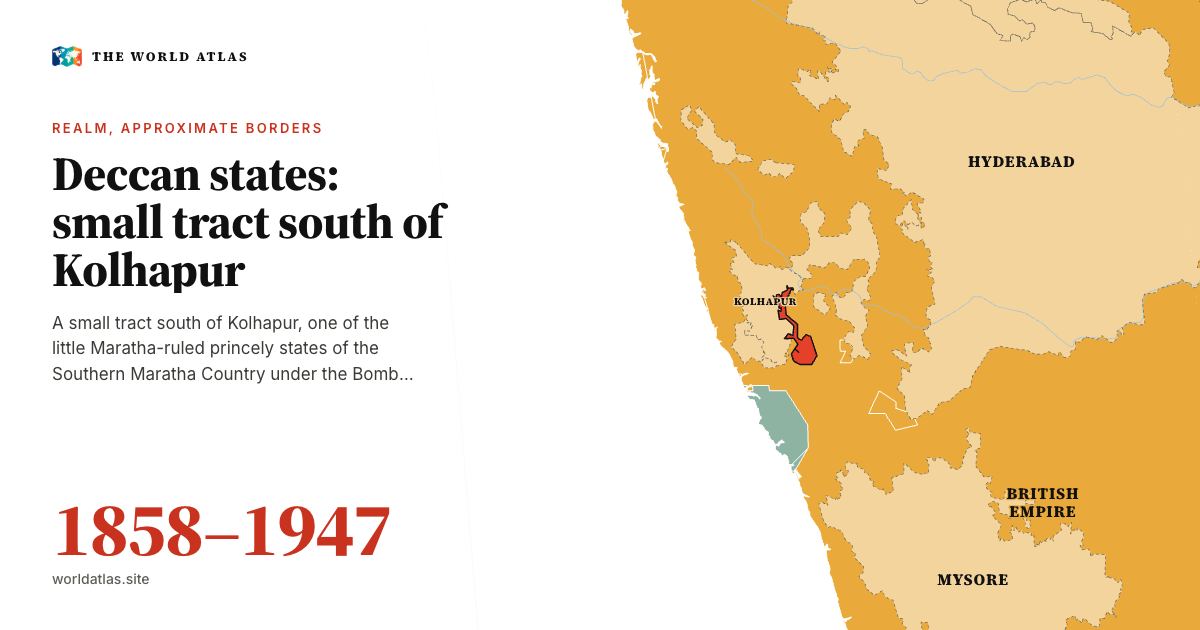 THE WORLD ATLAS
REALM, APPROXIMATE BORDERS
Deccan states:
small tract south of
Kolhapur
A small tract south of Kolhapur, one of the
little Maratha-ruled princely states of the
Southern Maratha Country under the Bomb...
1858–1947
worldatlas.site
HYDERABAD
KOLHAPUR
BRITISH
EMPIRE
MYSORE